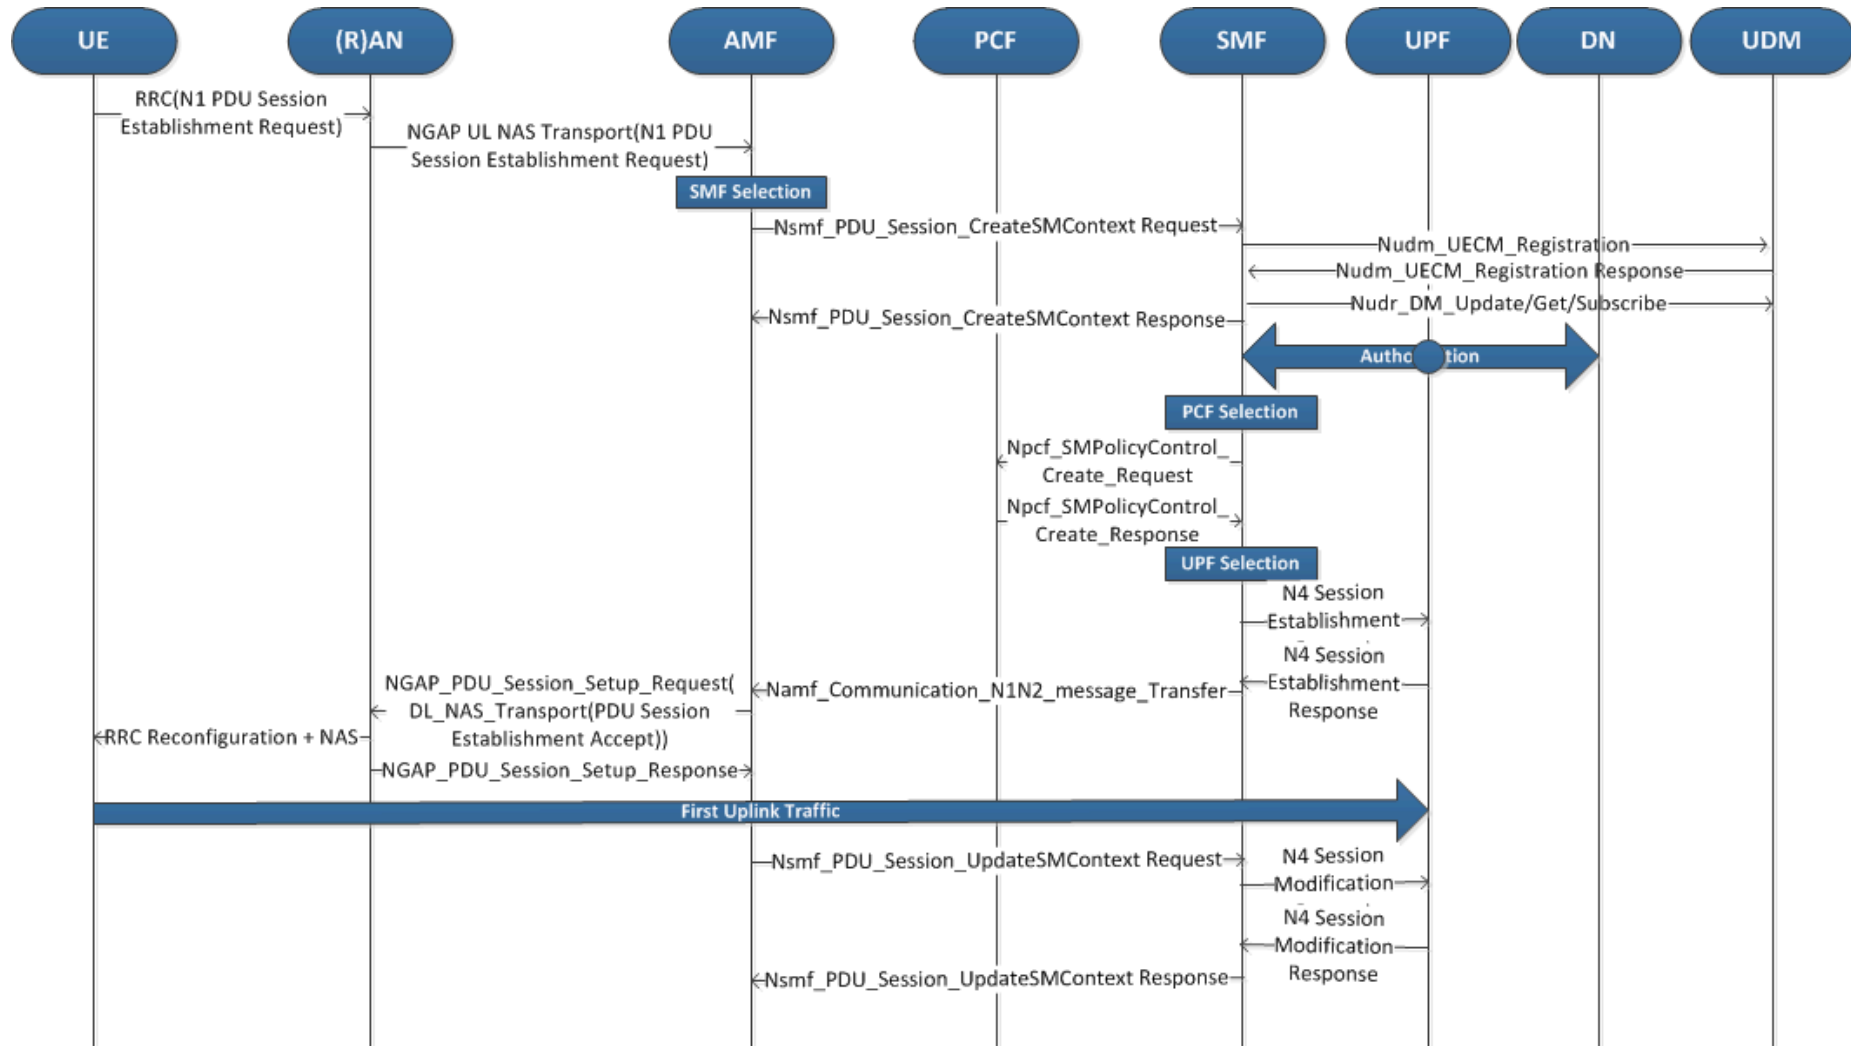 UE
(R)AN
AMF
PCF
SMF
UPF
DN
UDM
RRC(N1 PDU Session
Establishment Request)
NGAP UL NAS Transport(N1 PDU
Session Establishment Request)
SMF Selection
Nsmf_PDU_Session_CreateSMContext Request
Nudm_UECM_Registration
Nudm_UECM_Registration Response
Nudr_DM_Update/Get/Subscribe
Nsmf_PDU_Session_CreateSMContext Response
PCF Selection
Npcf_SMPolicyControl_
Create_Request
Npcf_SMPolicyControl_
Create_Response
UPF Selection
N4 Session
Establishment
N4 Session
Establishment
Response
Namf_Communication_N1N2_message_Transfer
NGAP_PDU_Session_Setup_Request(
DL_NAS_Transport(PDU Session
Establishment Accept))
RRC Reconfiguration + NAS
NGAP_PDU_Session_Setup_Response
First Uplink Traffic
Nsmf_PDU_Session_UpdateSMContext Request
N4 Session
Modification
N4 Session
Modification
Response
Nsmf_PDU_Session_UpdateSMContext Response